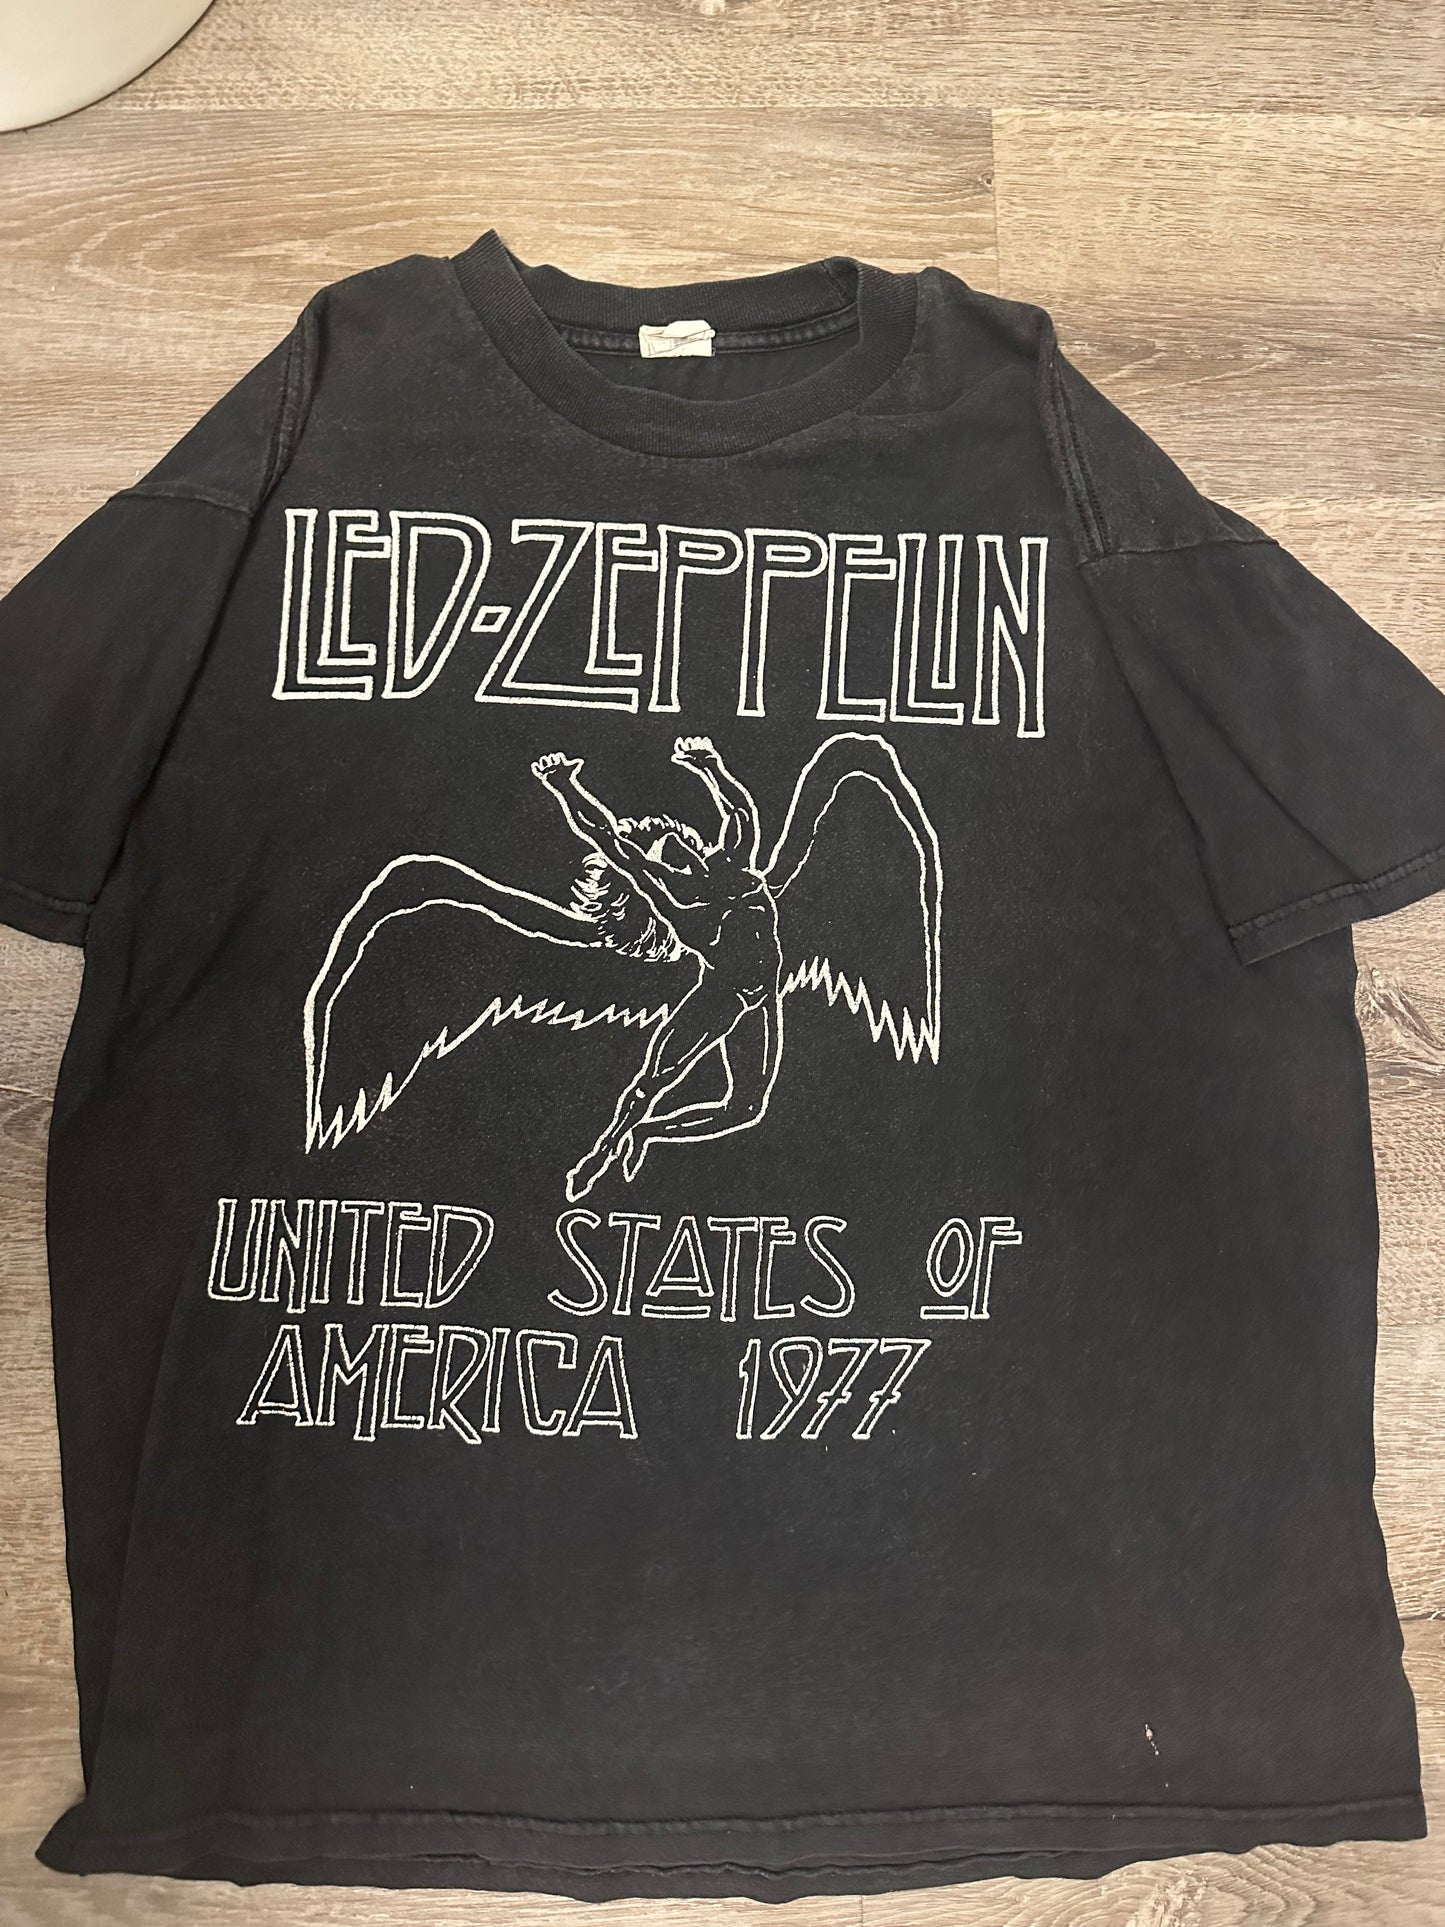 LED-ZEPPELIN
UNITED STATES OF
AMERICA 1977